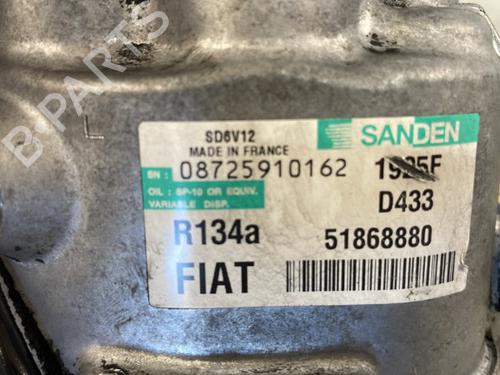 B-PARTS
SD6V12
MADE IN FRANCE
SANDEN
SN: 08725910162
OIL: SP-10 OR EQUIV.
VARIABLE DISP.
D433
R134a 51868880
FIAT